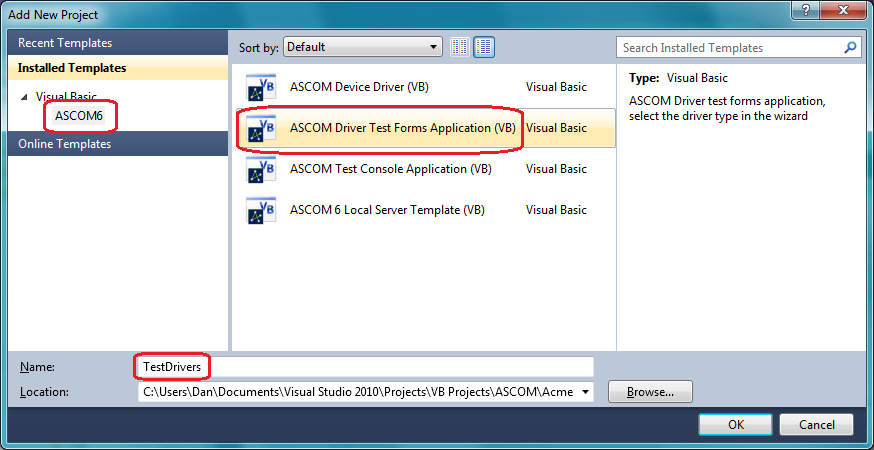 Add New Project
Recent Templates
Installed Templates
Visual Basic
ASCOM6
Online Templates
Sort by: Default
Search Installed Templates
ASCOM Device Driver (VB) Visual Basic
ASCOM Driver Test Forms Application (VB) Visual Basic
ASCOM Test Console Application (VB) Visual Basic
ASCOM 6 Local Server Template (VB) Visual Basic
Type: Visual Basic
ASCOM Driver test forms application,
select the driver type in the wizard
Name: TestDrivers
Location: C:\Users\Dan\Documents\Visual Studio 2010\Projects\VB Projects\ASCOM\Acme Browse...
OK Cancel